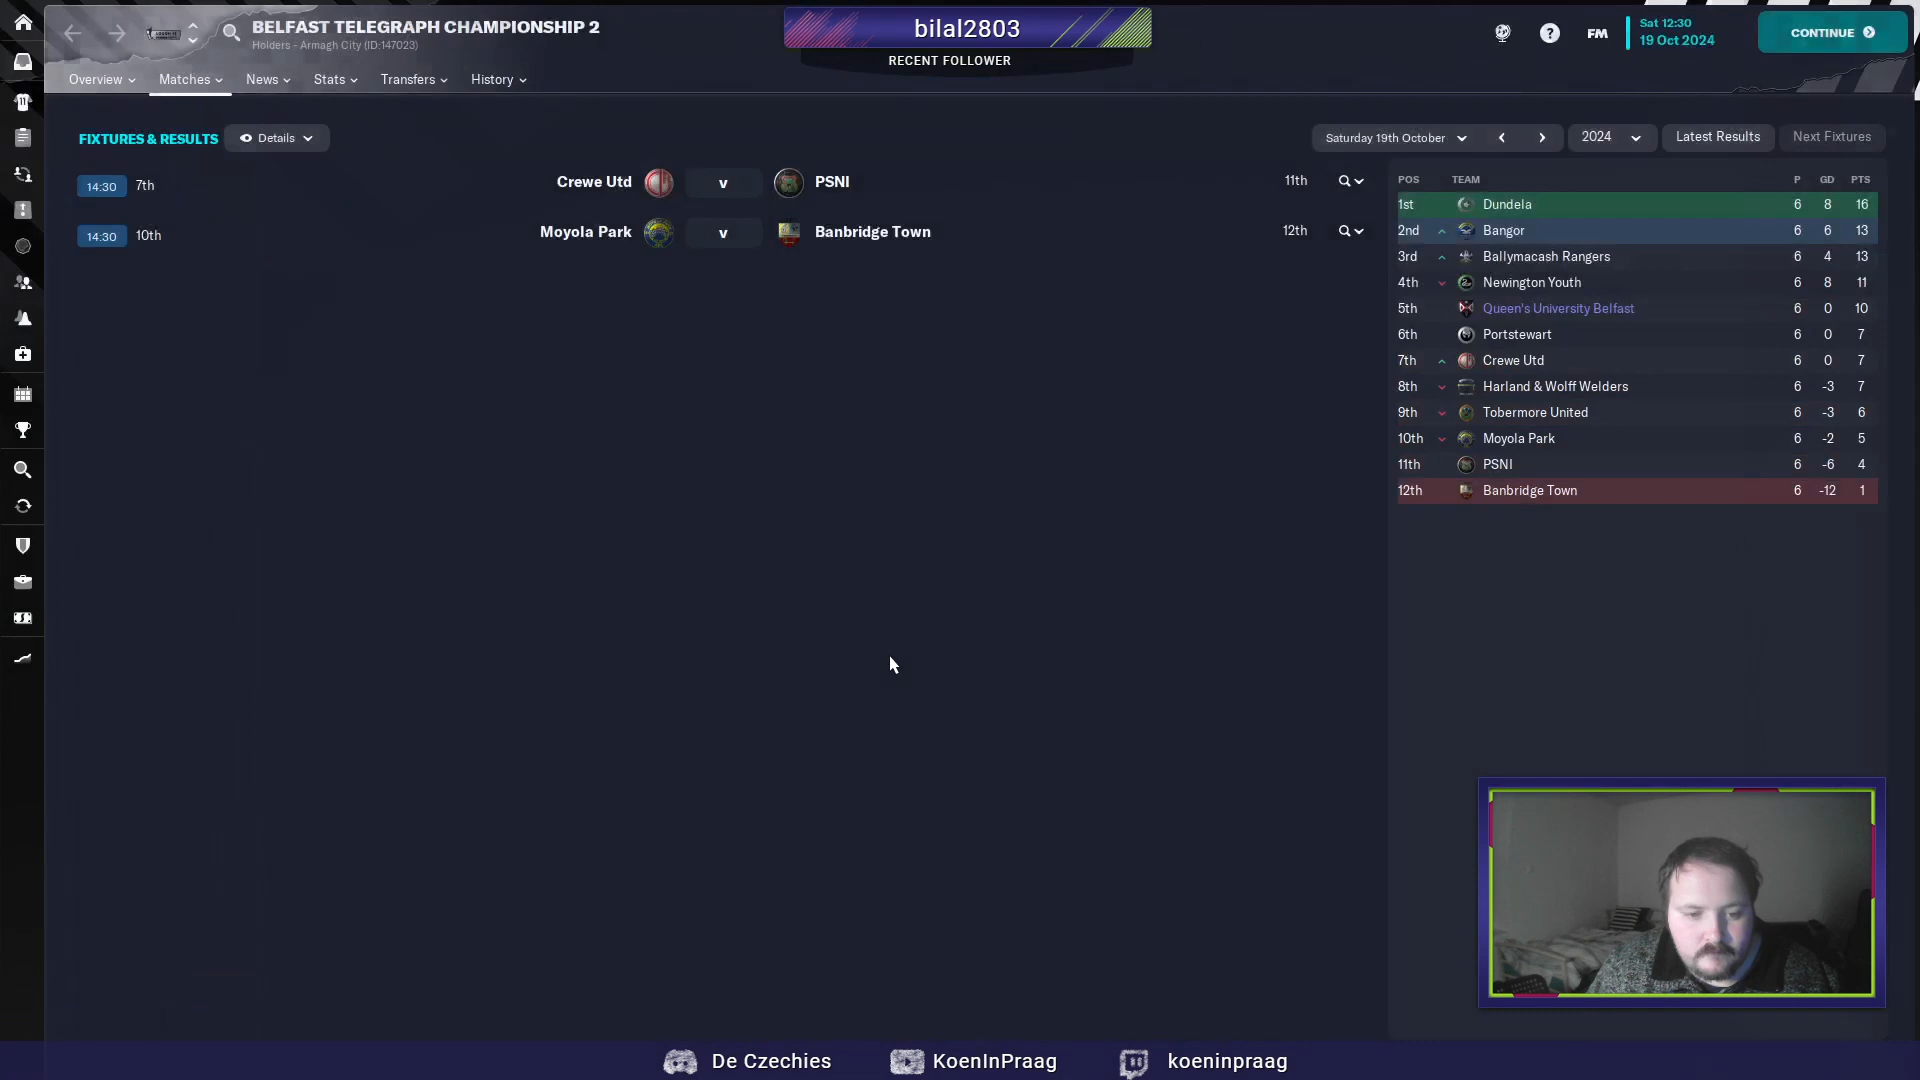 BELFAST TELEGRAPH CHAMPIONSHIP 2
Holders - Armagh City (ID:147023)
bilal2803
RECENT FOLLOWER
FM
Sat 12:30
19 Oct 2024
CONTINUE
Overview
Matches
News
Stats
Transfers
History
FIXTURES & RESULTS
Details
Saturday 19th October
2024
Latest Results
Next Fixtures
14:30 7th Crewe Utd v PSNI 11th
14:30 10th Moyola Park v Banbridge Town 12th
POS TEAM P GD PTS
1st Dundela 6 8 16
2nd Bangor 6 6 13
3rd Ballymacash Rangers 6 4 13
4th Newington Youth 6 8 11
5th Queen's University Belfast 6 0 10
6th Portstewart 6 0 7
7th Crewe Utd 6 0 7
8th Harland & Wolff Welders 6 -3 7
9th Tobermore United 6 -3 6
10th Moyola Park 6 -2 5
11th PSNI 6 -6 4
12th Banbridge Town 6 -12 1
De Czechies
KoenInPraag
koeninpraag